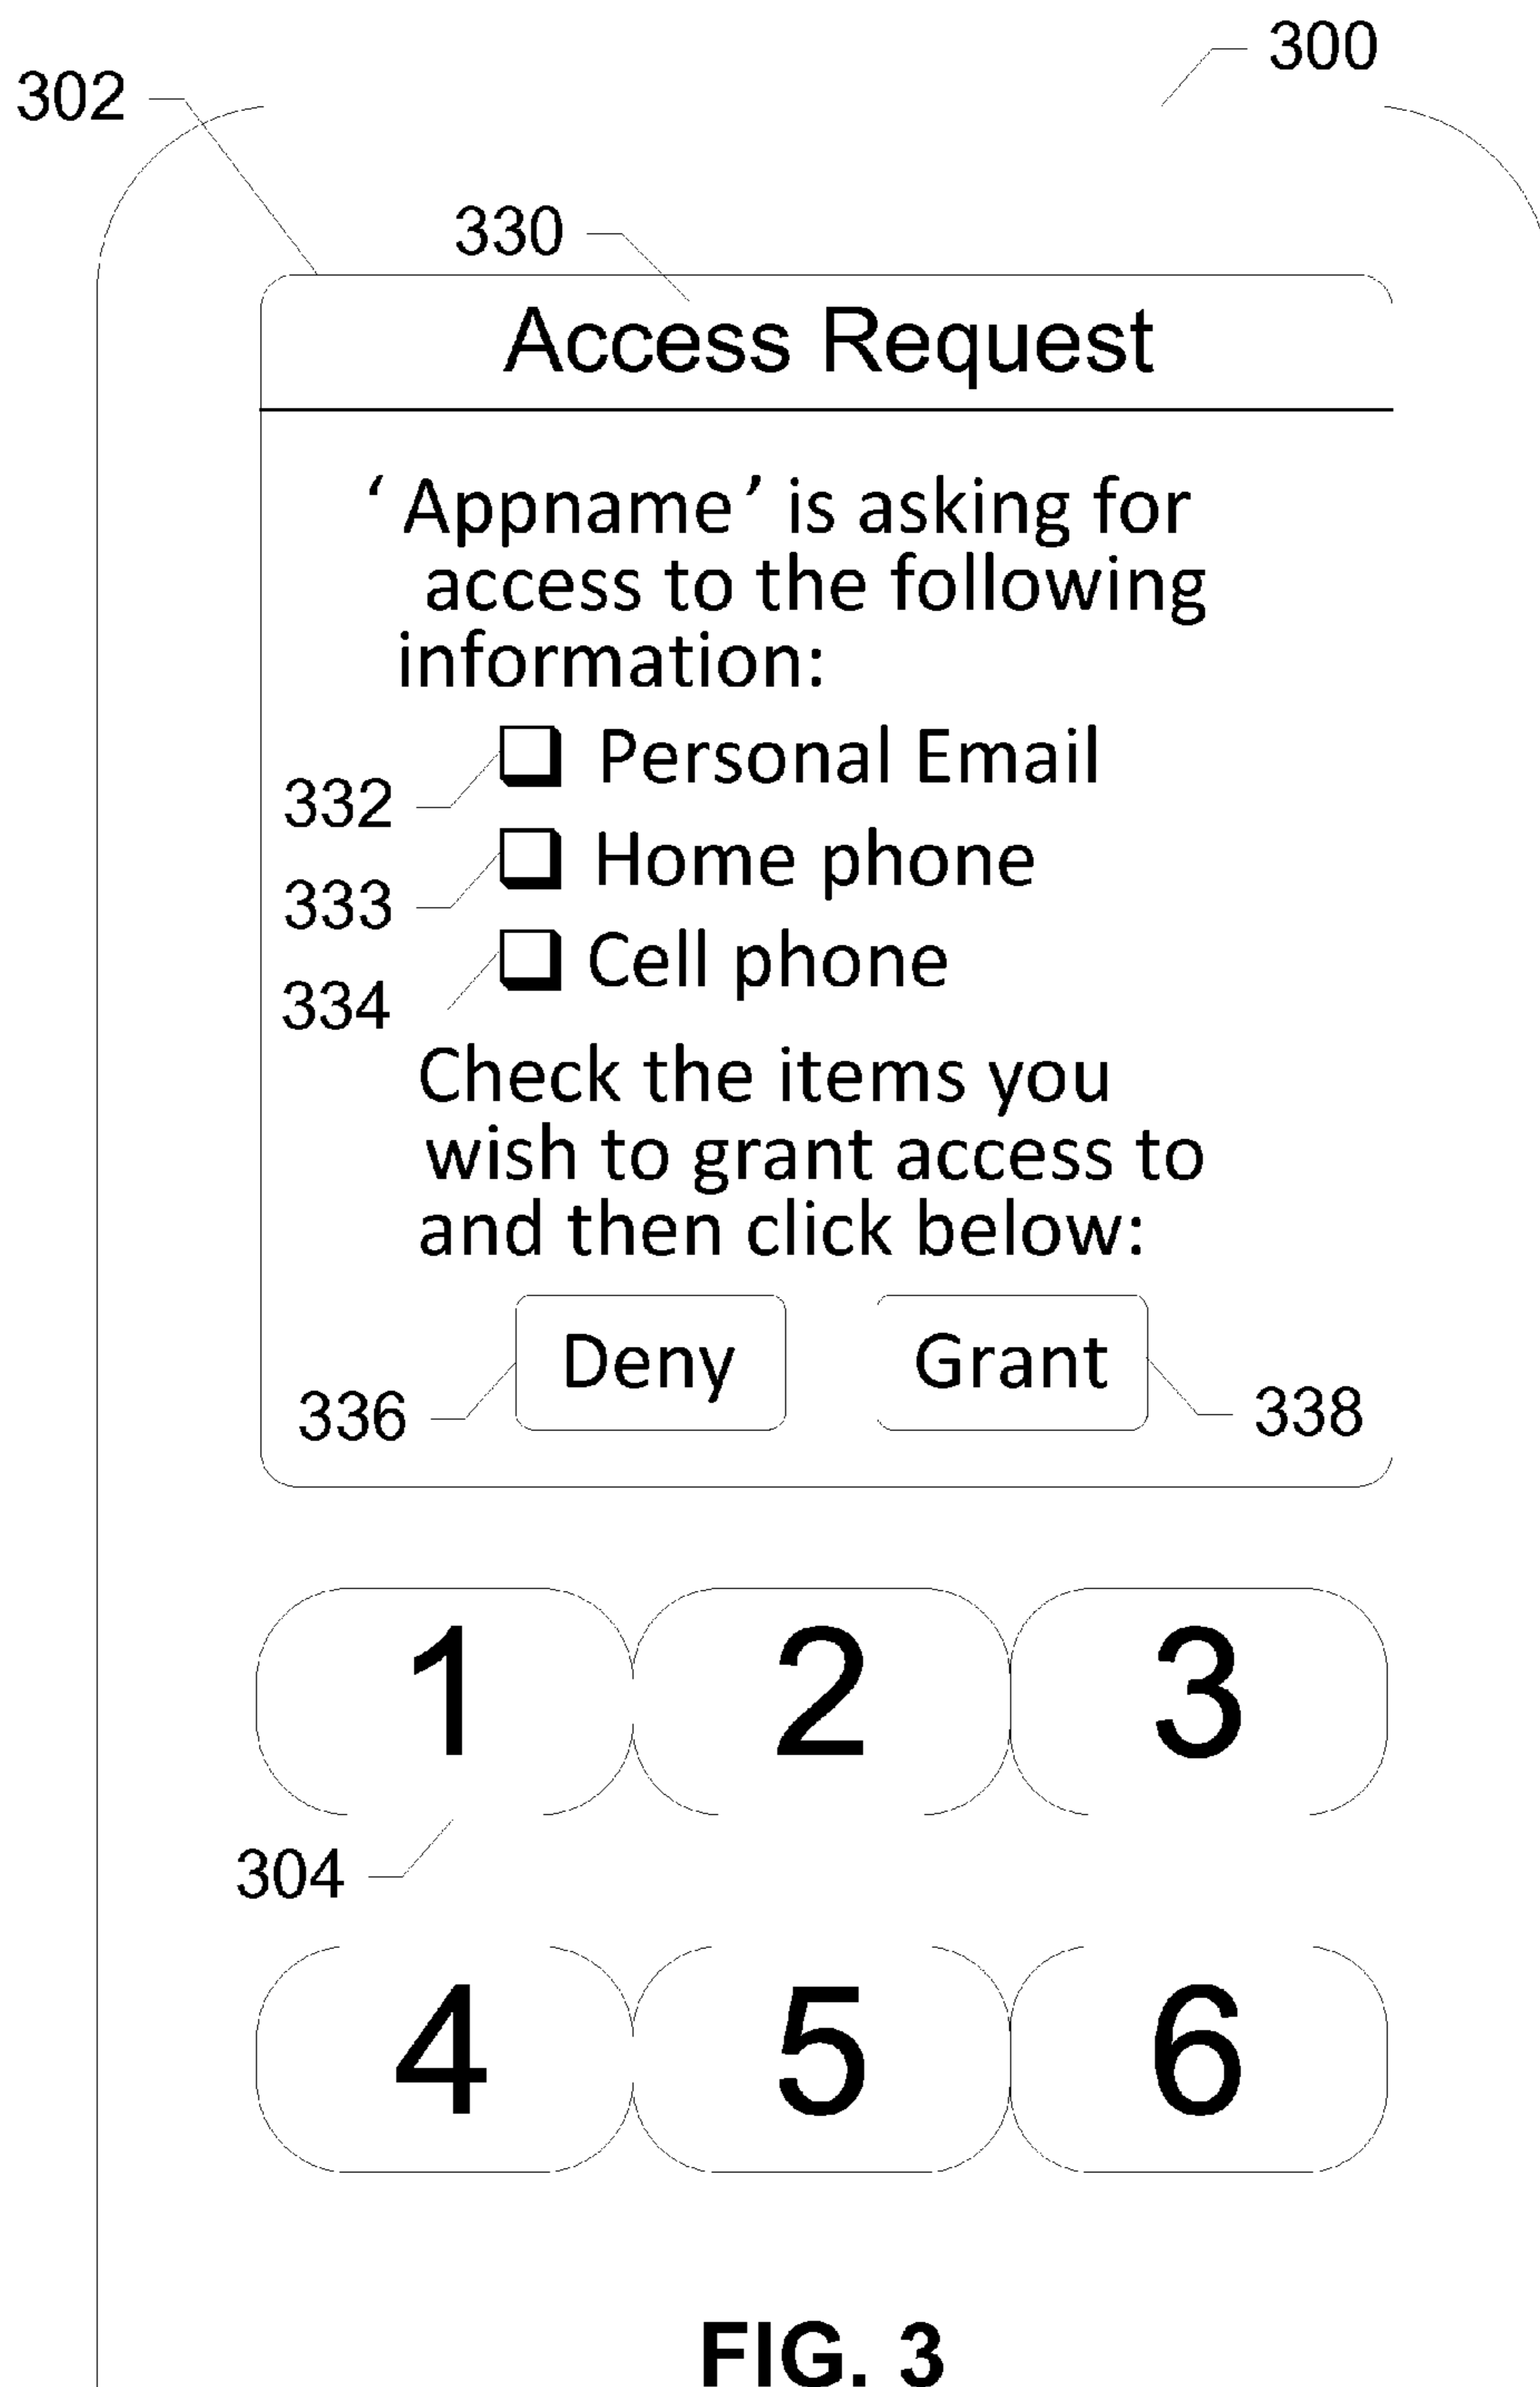 300
302
330
Access Request
‘Appname’ is asking for
access to the following
information:
Personal Email
332
Home phone
333
Cell phone
334
Check the items you
wish to grant access to
and then click below:
Deny Grant
336 338
1 2 3
304
4 5 6
FIG. 3